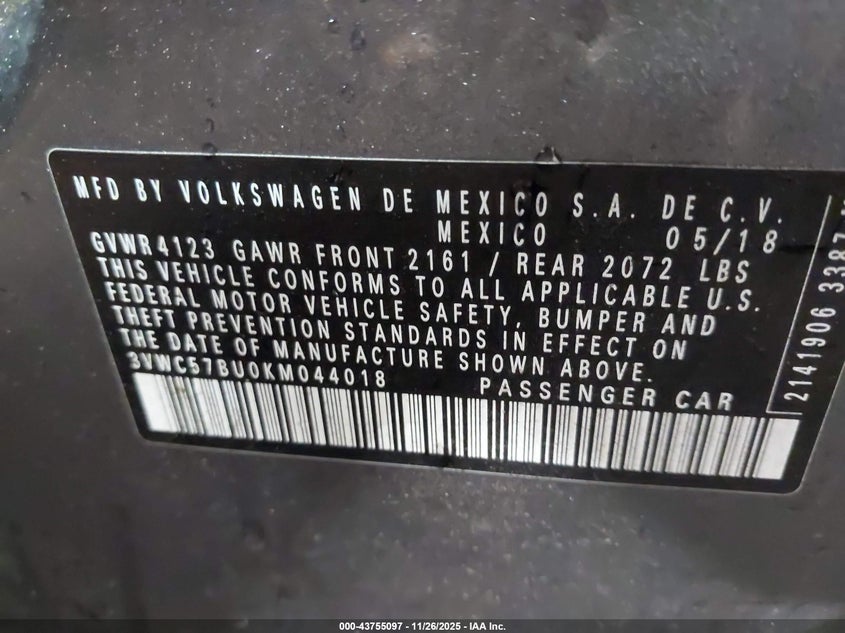 MFD BY VOLKSWAGEN DE MEXICO S.A. DE C.V.
MEXICO 05/18
GVWR 4123 GAWR FRONT 2161 / REAR 2072 LBS
THIS VEHICLE CONFORMS TO ALL APPLICABLE U.S.
FEDERAL MOTOR VEHICLE SAFETY, BUMPER AND
THEFT PREVENTION STANDARDS IN EFFECT ON
THE DATE OF MANUFACTURE SHOWN ABOVE.
3VWC57BU0KM044018 PASSENGER CAR
2141906 3387
000-43755097 - 11/26/2025 - IAA Inc.